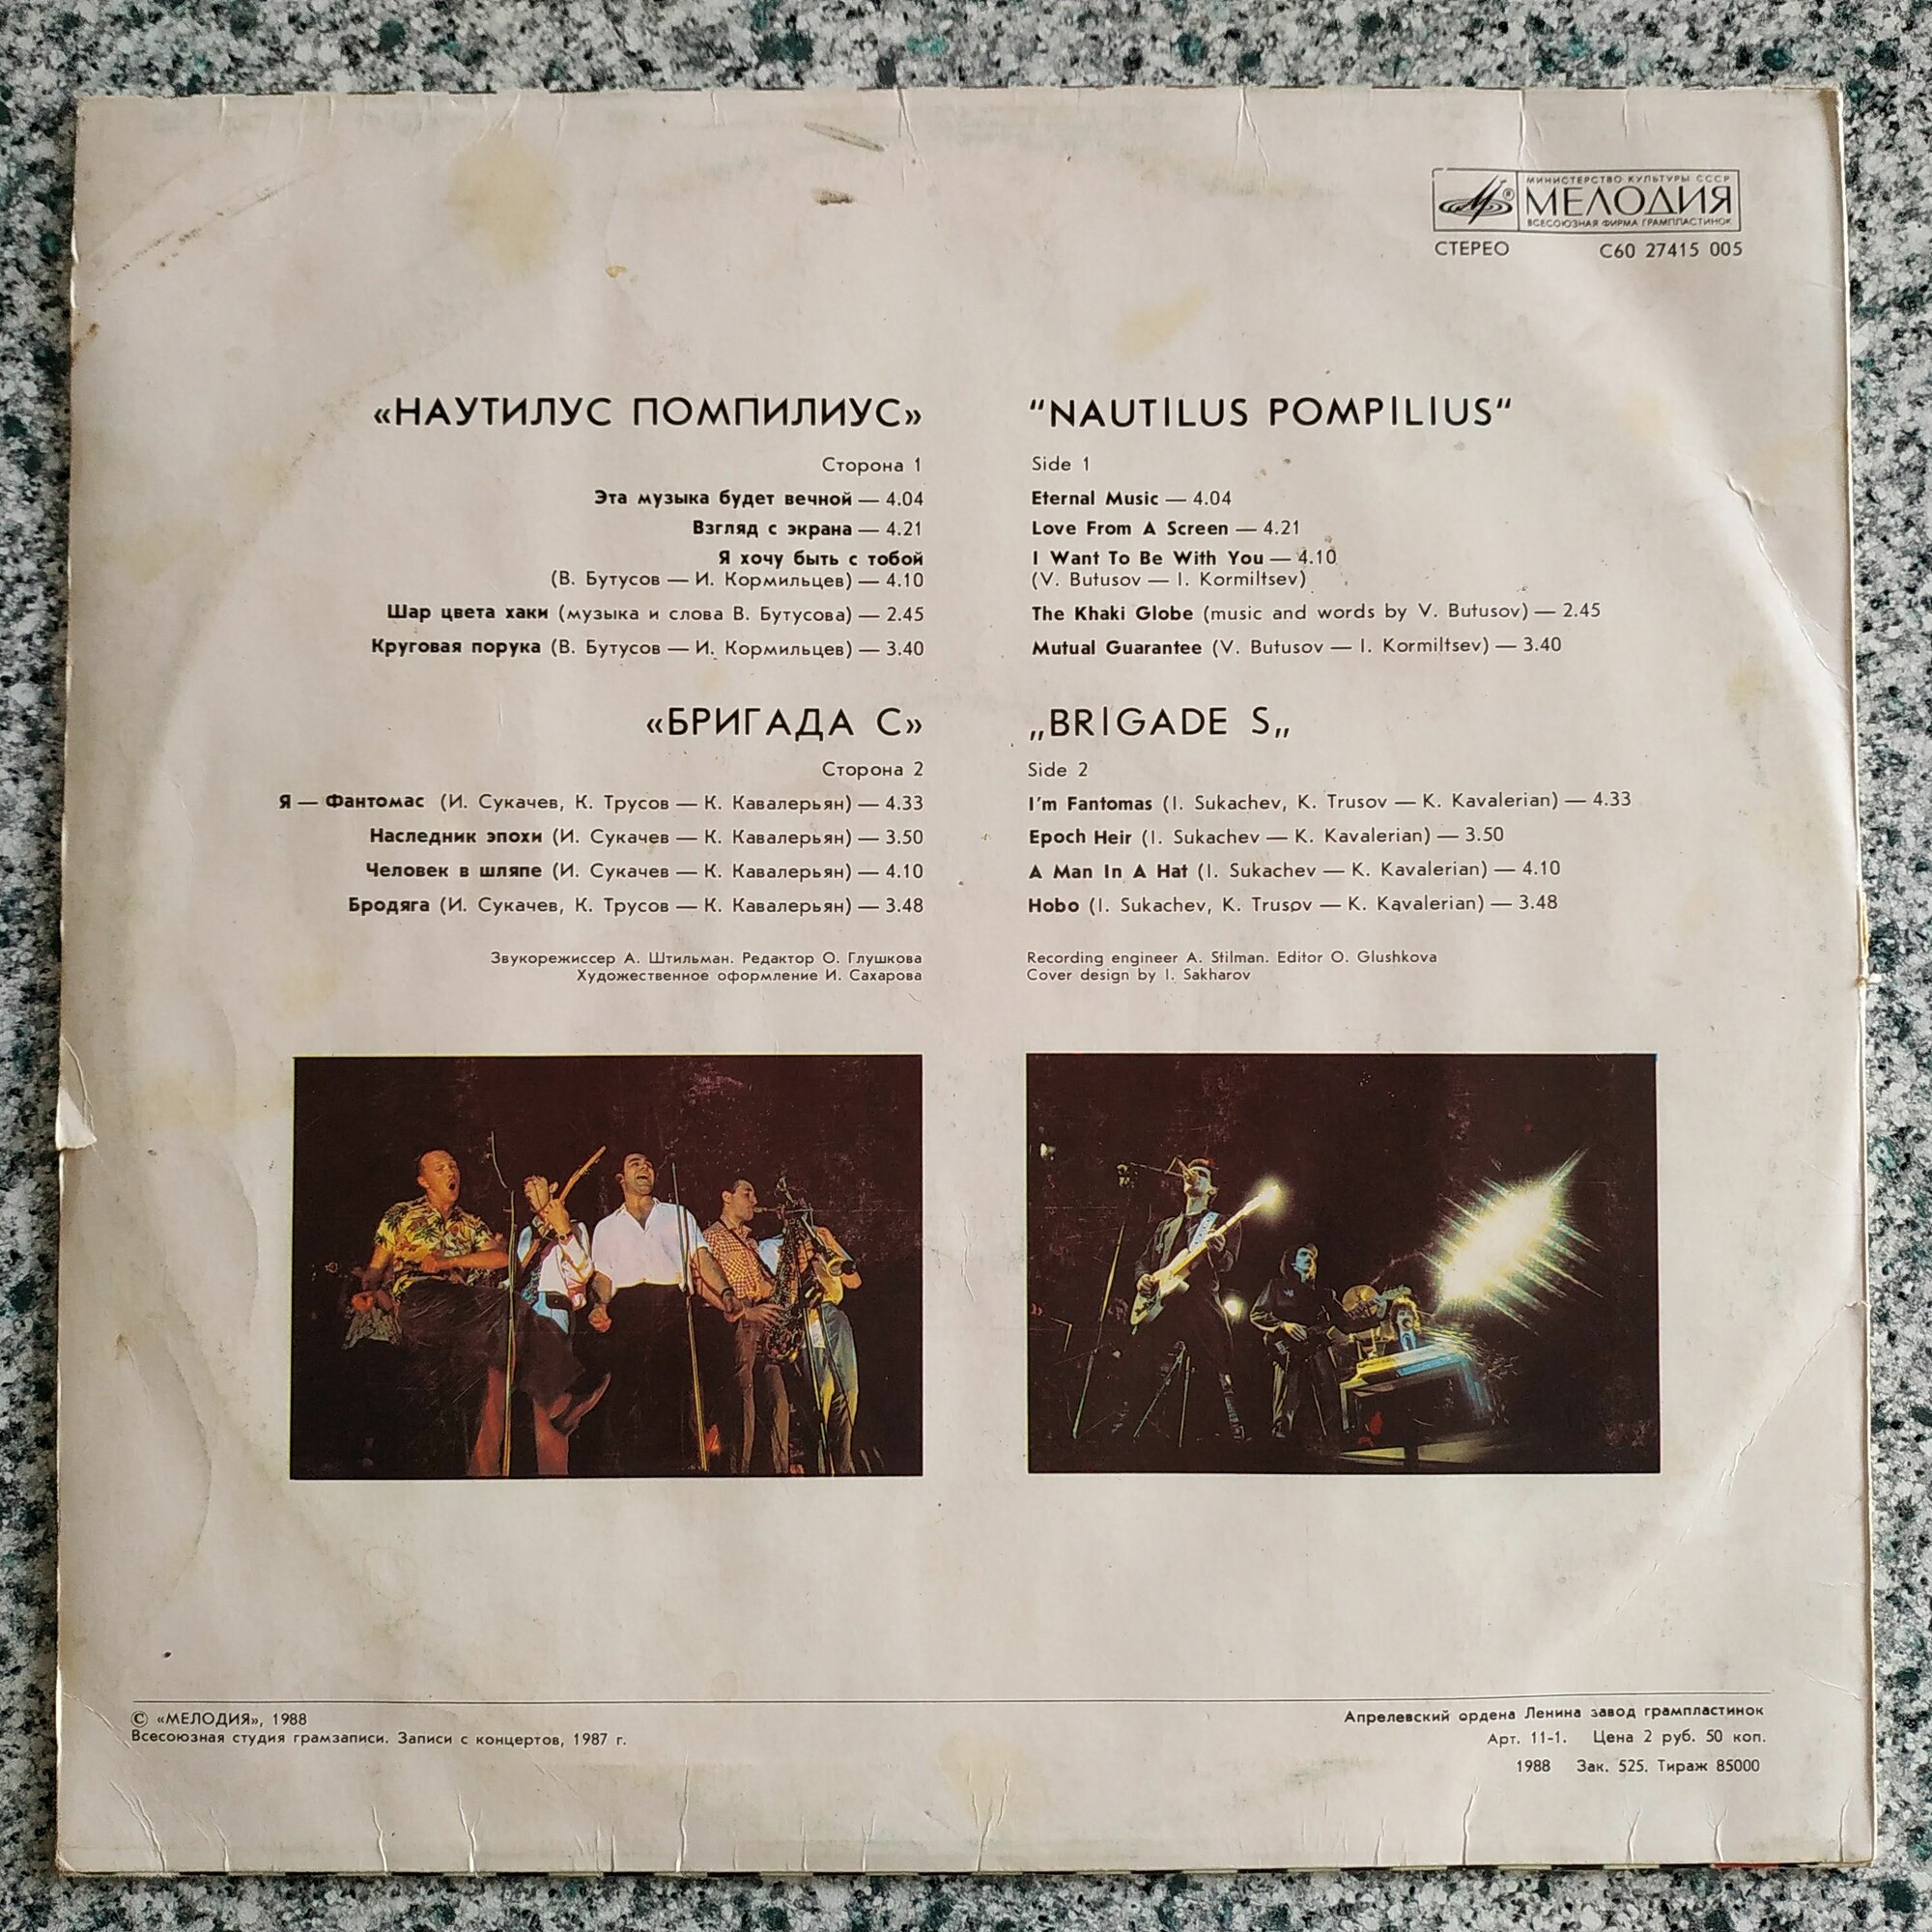 МИНИСТЕРСТВО КУЛЬТУРЫ СССР
МЕЛОДИЯ
ВСЕСОЮЗНАЯ ФИРМА ГРАМПЛАСТИНОК
СТЕРЕО С60 27415 005
«НАУТИЛУС ПОМПИЛИУС»
Сторона 1
Эта музыка будет вечной — 4.04
Взгляд с экрана — 4.21
Я хочу быть с тобой
(В. Бутусов — И. Кормильцев) — 4.10
Шар цвета хаки (музыка и слова В. Бутусова) — 2.45
Круговая порука (В. Бутусов — И. Кормильцев) — 3.40
«БРИГАДА С»
Сторона 2
Я — Фантомас (И. Сукачев, К. Трусов — К. Кавалерьян) — 4.33
Наследник эпохи (И. Сукачев — К. Кавалерьян) — 3.50
Человек в шляпе (И. Сукачев — К. Кавалерьян) — 4.10
Бродяга (И. Сукачев, К. Трусов — К. Кавалерьян) — 3.48
Звукорежиссер А. Штильман. Редактор О. Глушкова
Художественное оформление И. Сахарова
“NAUTILUS POMPILIUS“
Side 1
Eternal Music — 4.04
Love From A Screen — 4.21
I Want To Be With You — 4.10
(V. Butusov — I. Kormiltsev)
The Khaki Globe (music and words by V. Butusov) — 2.45
Mutual Guarantee (V. Butusov — I. Kormiltsev) — 3.40
„BRIGADE S„
Side 2
I'm Fantomas (I. Sukachev, K. Trusov — K. Kavalerian) — 4.33
Epoch Heir (I. Sukachev — K. Kavalerian) — 3.50
A Man In A Hat (I. Sukachev — K. Kavalerian) — 4.10
Hobo (I. Sukachev, K. Trusov — K. Kavalerian) — 3.48
Recording engineer A. Stilman. Editor O. Glushkova
Cover design by I. Sakharov
© «МЕЛОДИЯ», 1988
Всесоюзная студия грамзаписи. Записи с концертов, 1987 г.
Апрелевский ордена Ленина завод грампластинок
Арт. 11-1. Цена 2 руб. 50 коп.
1988 Зак. 525. Тираж 85000